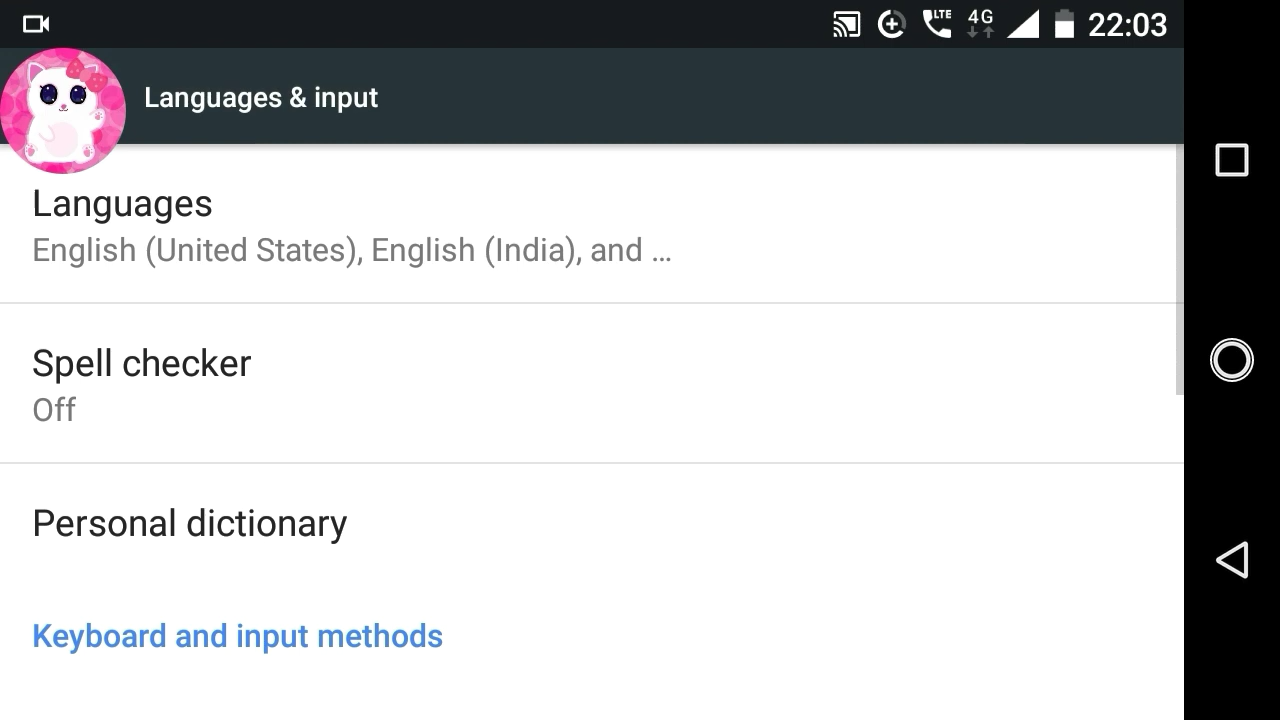 LTE 4G 22:03
Languages & input
Languages
English (United States), English (India), and ...
Spell checker
Off
Personal dictionary
Keyboard and input methods